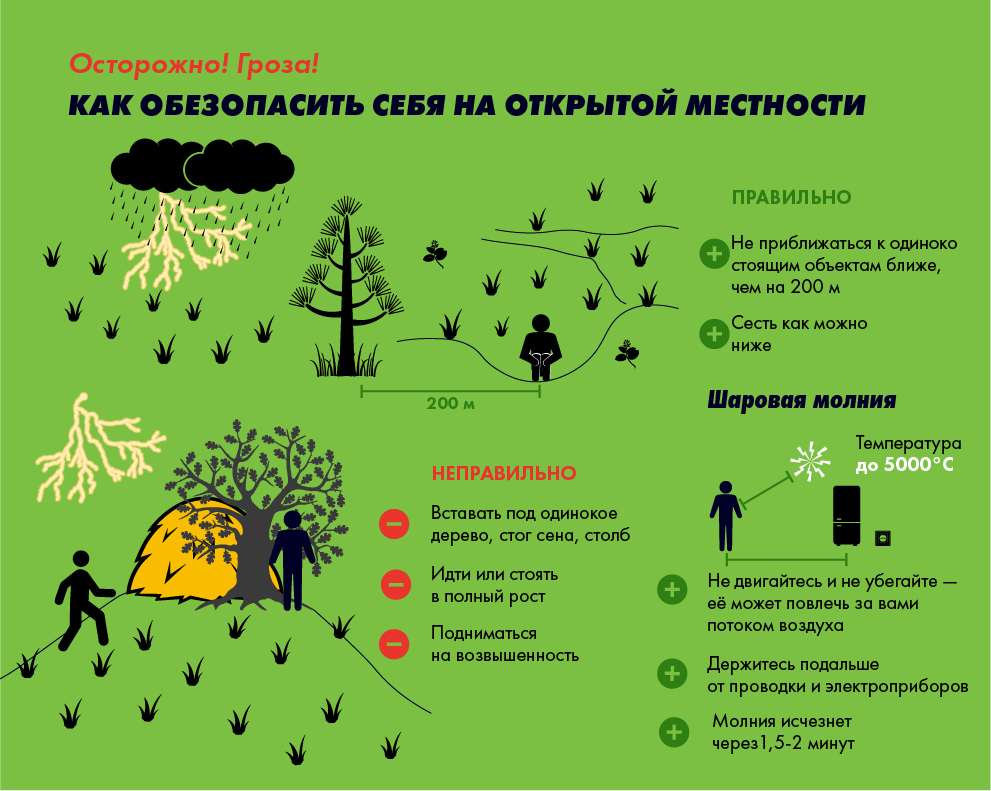 Осторожно! Гроза!
КАК ОБЕЗОПАСИТЬ СЕБЯ НА ОТКРЫТОЙ МЕСТНОСТИ
ПРАВИЛЬНО
Не приближаться к одиноко
стоящим объектам ближе,
чем на 200 м
Сесть как можно
ниже
200 м
НЕПРАВИЛЬНО
Вставать под одинокое
дерево, стог сена, столб
Идти или стоять
в полный рост
Подниматься
на возвышенность
Шаровая молния
Температура
до 5000°С
Не двигайтесь и не убегайте —
её может повлечь за вами
потоком воздуха
Держитесь подальше
от проводки и электроприборов
Молния исчезнет
через1,5-2 минут